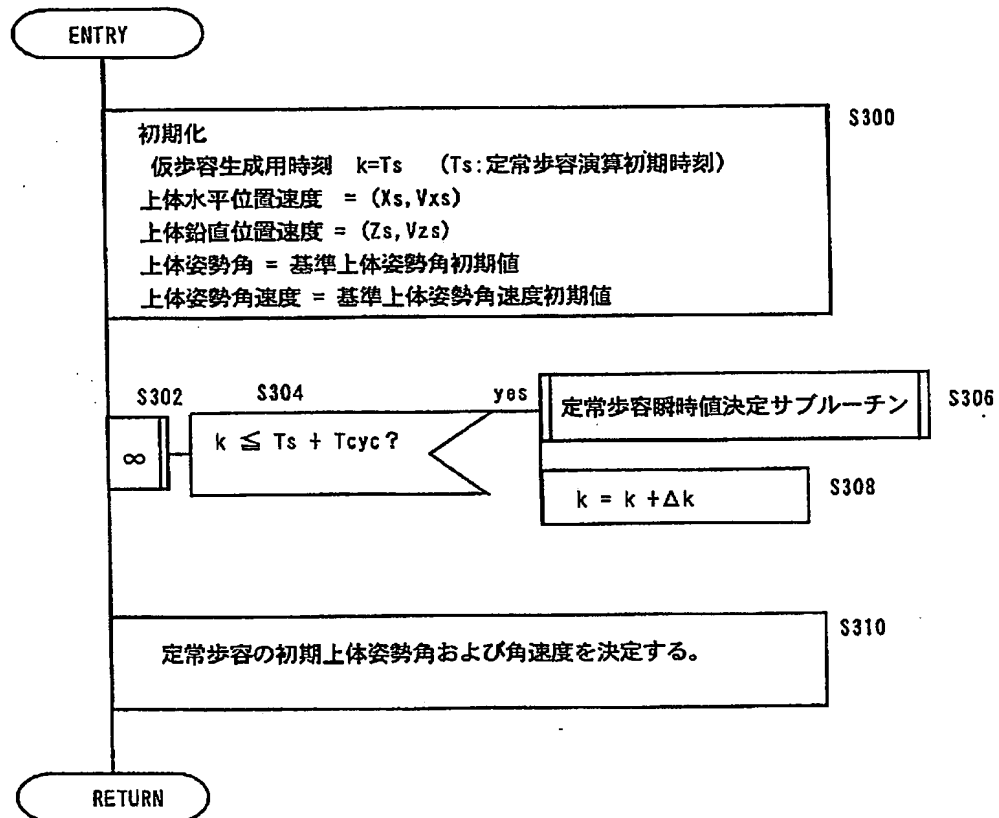 ENTRY
S300
初期化
仮歩容生成用時刻 k=Ts (Ts:定常歩容演算初期時刻)
上体水平位置速度 = (Xs,Vxs)
上体鉛直位置速度 = (Zs,Vzs)
上体姿勢角 = 基準上体姿勢角初期値
上体姿勢角速度 = 基準上体姿勢角速度初期値
S302
S304
yes
S306
∞
k ≦ Ts + Tcyc?
定常歩容瞬時値決定サブルーチン
S308
k = k +Δk
S310
定常歩容の初期上体姿勢角および角速度を決定する。
RETURN